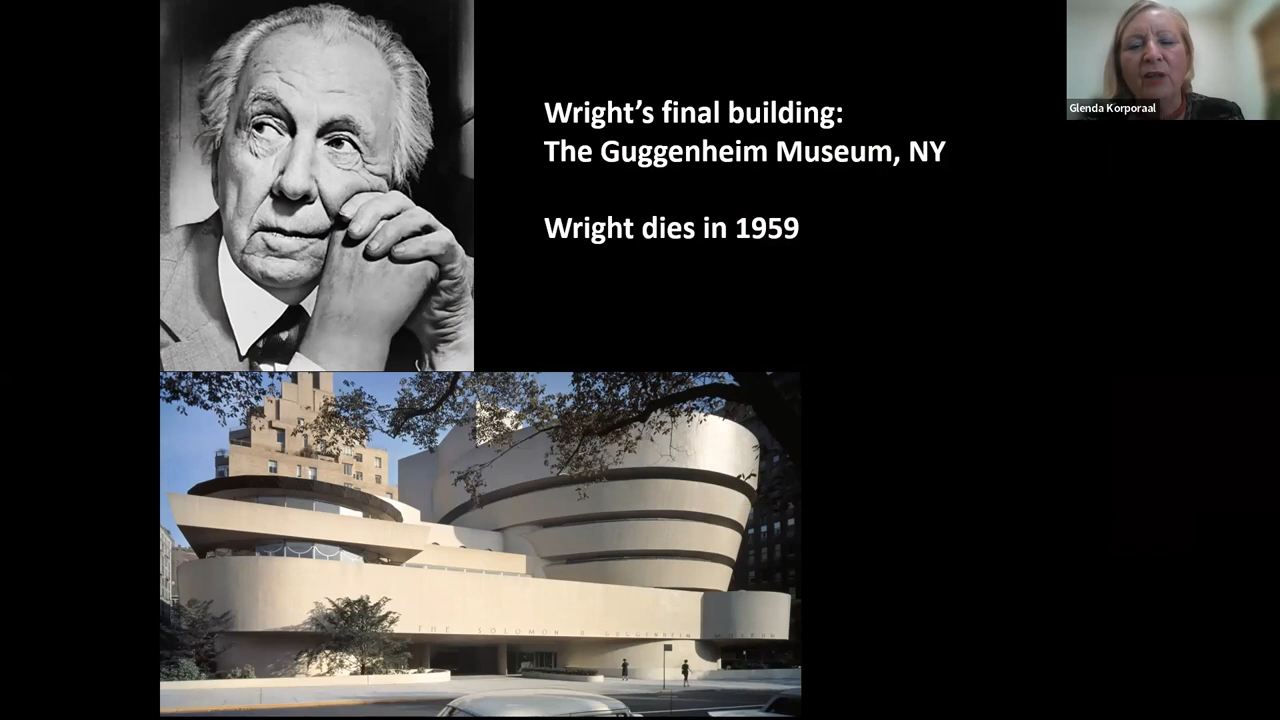 Wright's final building:
The Guggenheim Museum, NY
Wright dies in 1959
Glenda Korporaal
THE SOLOMON R GUGGENHEIM MUSEUM